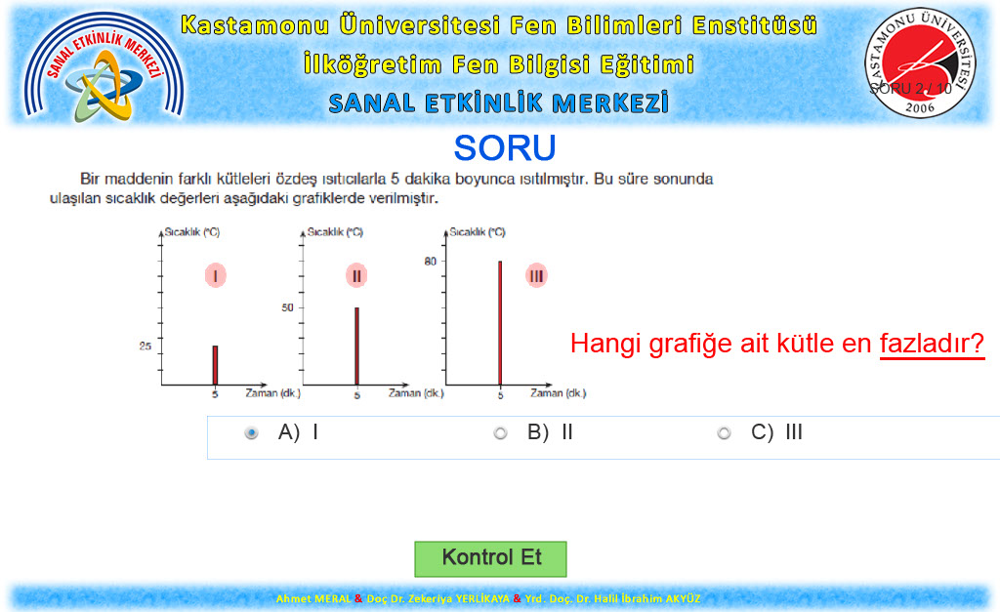 Kastamonu Üniversitesi Fen Bilimleri Enstitüsü
İlköğretim Fen Bilgisi Eğitimi
SANAL ETKİNLİK MERKEZİ
SANAL ETKİNLİK MERKEZİ
KASTAMONU ÜNİVERSİTESİ
2006
SORU 2 / 10
SORU
Bir maddenin farklı kütleleri özdeş ısıtıcılarla 5 dakika boyunca ısıtılmıştır. Bu süre sonunda
ulaşılan sıcaklık değerleri aşağıdaki grafiklerde verilmiştir.
Sıcaklık (°C)
I
25
5
Zaman (dk.)
Sıcaklık (°C)
II
50
5
Zaman (dk.)
Sıcaklık (°C)
80
III
5
Zaman (dk.)
Hangi grafiğe ait kütle en fazladır?
A) I
B) II
C) III
Kontrol Et
Ahmet MERAL & Doç Dr. Zekeriya YERLİKAYA & Yrd. Doç. Dr. Halil İbrahim AKYÜZ